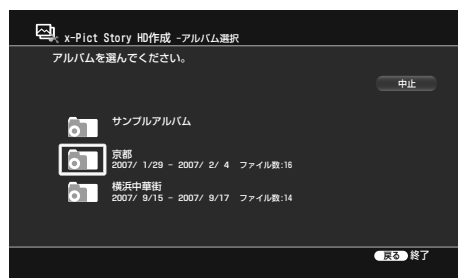 x-Pict Story HD作成 -アルバム選択
アルバムを選んでください。
中止
サンプルアルバム
京都
2007/ 1/29 - 2007/ 2/ 4 ファイル数:16
横浜中華街
2007/ 9/15 - 2007/ 9/17 ファイル数:14
戻る 終了